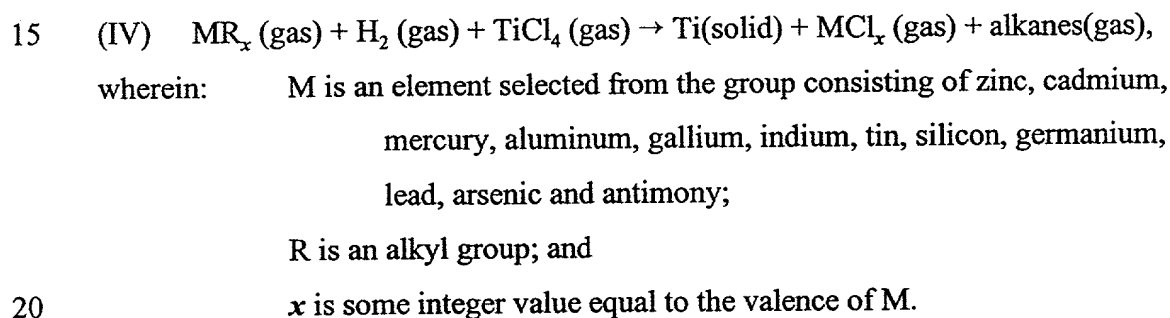 15 (IV) MRₓ (gas) + H₂ (gas) + TiCl₄ (gas) → Ti(solid) + MClₓ (gas) + alkanes(gas),
wherein: M is an element selected from the group consisting of zinc, cadmium,
mercury, aluminum, gallium, indium, tin, silicon, germanium,
lead, arsenic and antimony;
R is an alkyl group; and
20 x is some integer value equal to the valence of M.